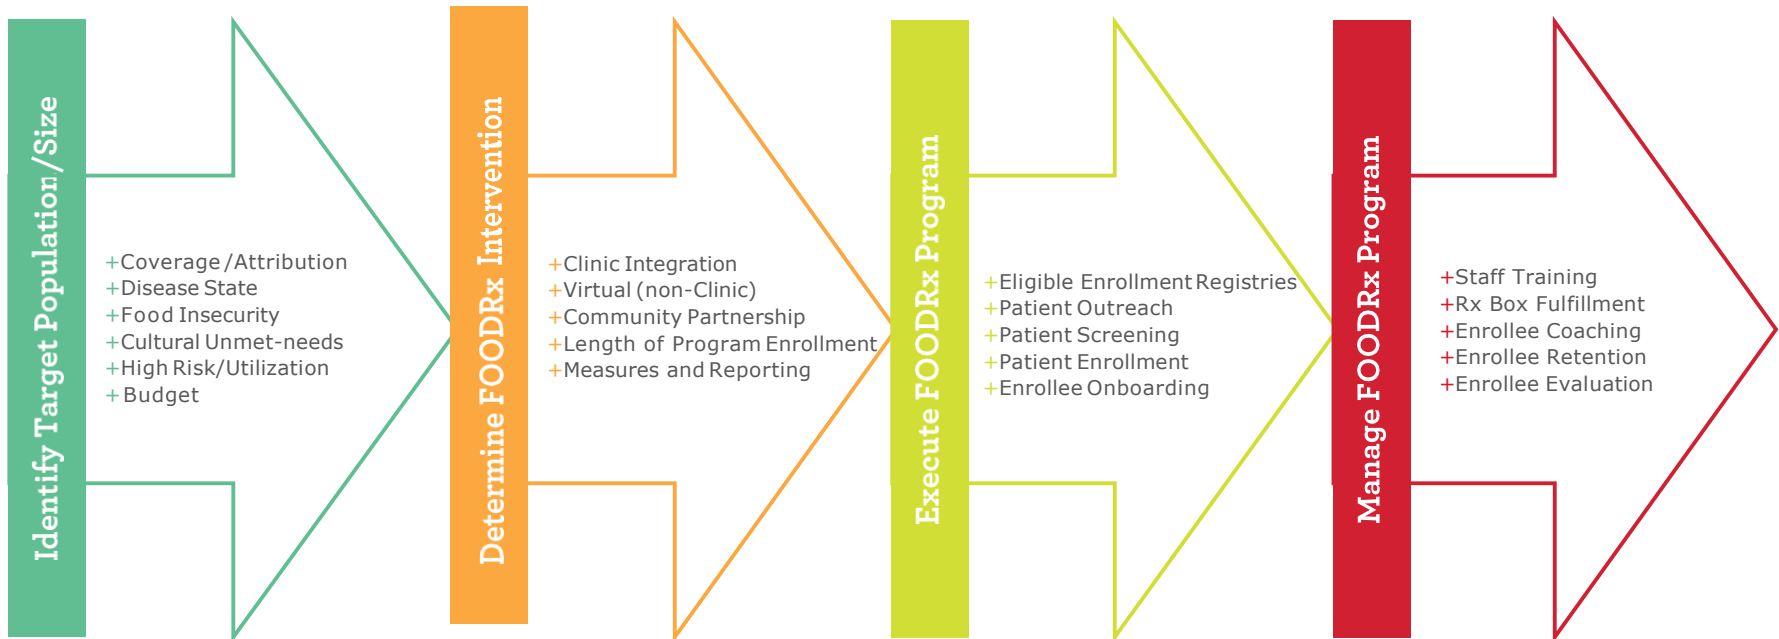 Identify Target Population/Size
+Coverage/Attribution
+Disease State
+Food Insecurity
+Cultural Unmet-needs
+High Risk/Utilization
+Budget
Determine FOODRx Intervention
+Clinic Integration
+Virtual (non-Clinic)
+Community Partnership
+Length of Program Enrollment
+Measures and Reporting
Execute FOODRx Program
+Eligible Enrollment Registries
+Patient Outreach
+Patient Screening
+Patient Enrollment
+Enrollee Onboarding
Manage FOODRx Program
+Staff Training
+Rx Box Fulfillment
+Enrollee Coaching
+Enrollee Retention
+Enrollee Evaluation